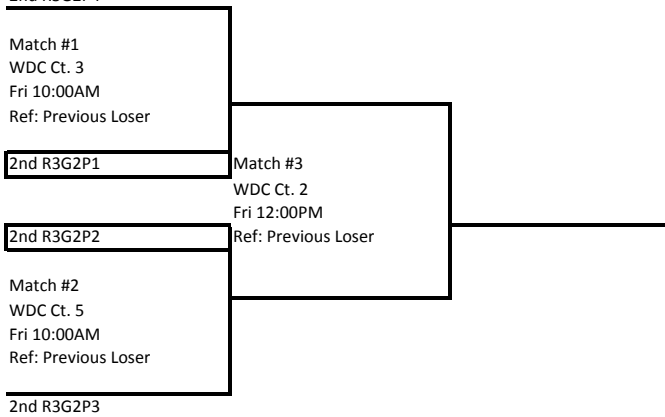 Match #1
WDC Ct. 3
Fri 10:00AM
Ref: Previous Loser
2nd R3G2P1
Match #3
WDC Ct. 2
Fri 12:00PM
2nd R3G2P2
Ref: Previous Loser
Match #2
WDC Ct. 5
Fri 10:00AM
Ref: Previous Loser
2nd R3G2P3